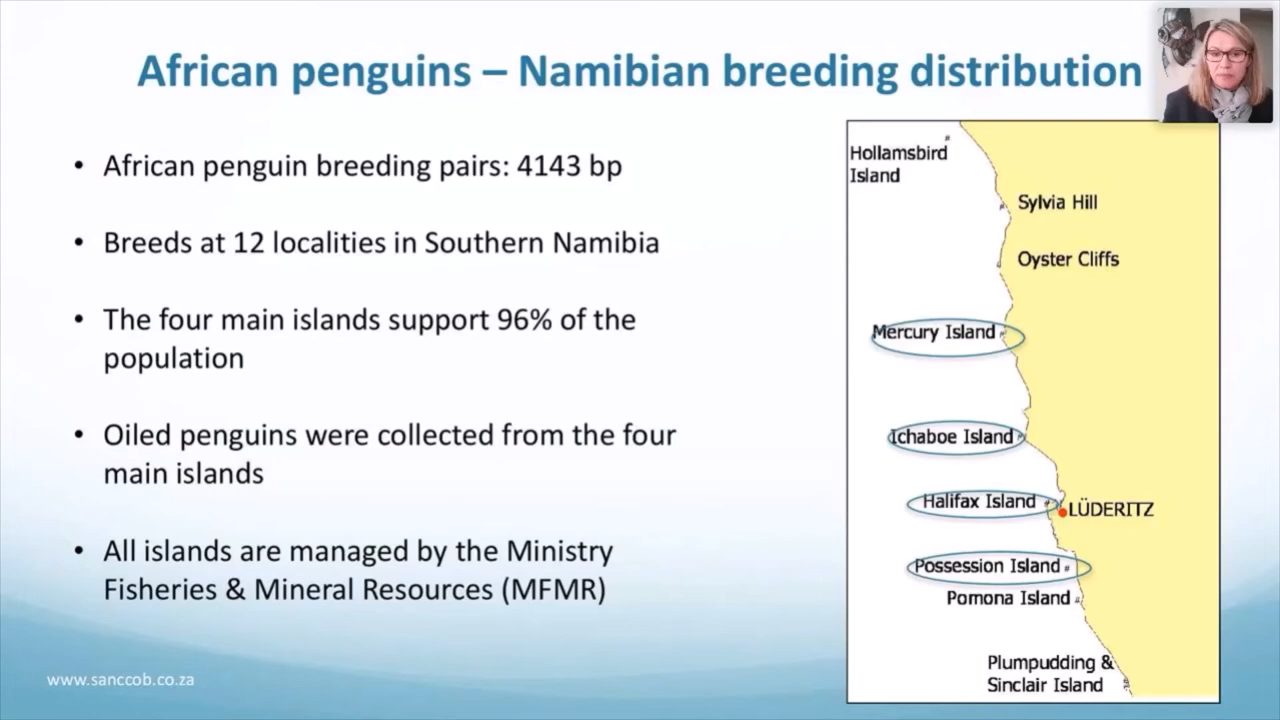 African penguins – Namibian breeding distribution
• African penguin breeding pairs: 4143 bp
• Breeds at 12 localities in Southern Namibia
• The four main islands support 96% of the
population
• Oiled penguins were collected from the four
main islands
• All islands are managed by the Ministry
Fisheries & Mineral Resources (MFMR)
www.sanccob.co.za
Hollamsbird
Island
Sylvia Hill
Oyster Cliffs
Mercury Island
Ichaboe Island
Halifax Island
LÜDERITZ
Possession Island
Pomona Island
Plumpudding &
Sinclair Island